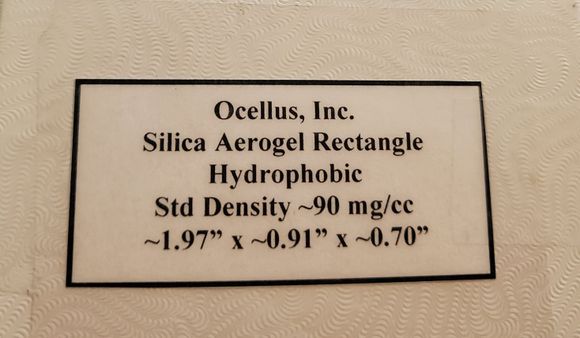 Ocellus, Inc.
Silica Aerogel Rectangle
Hydrophobic
Std Density ~90 mg/cc
~1.97” x ~0.91” x ~0.70”